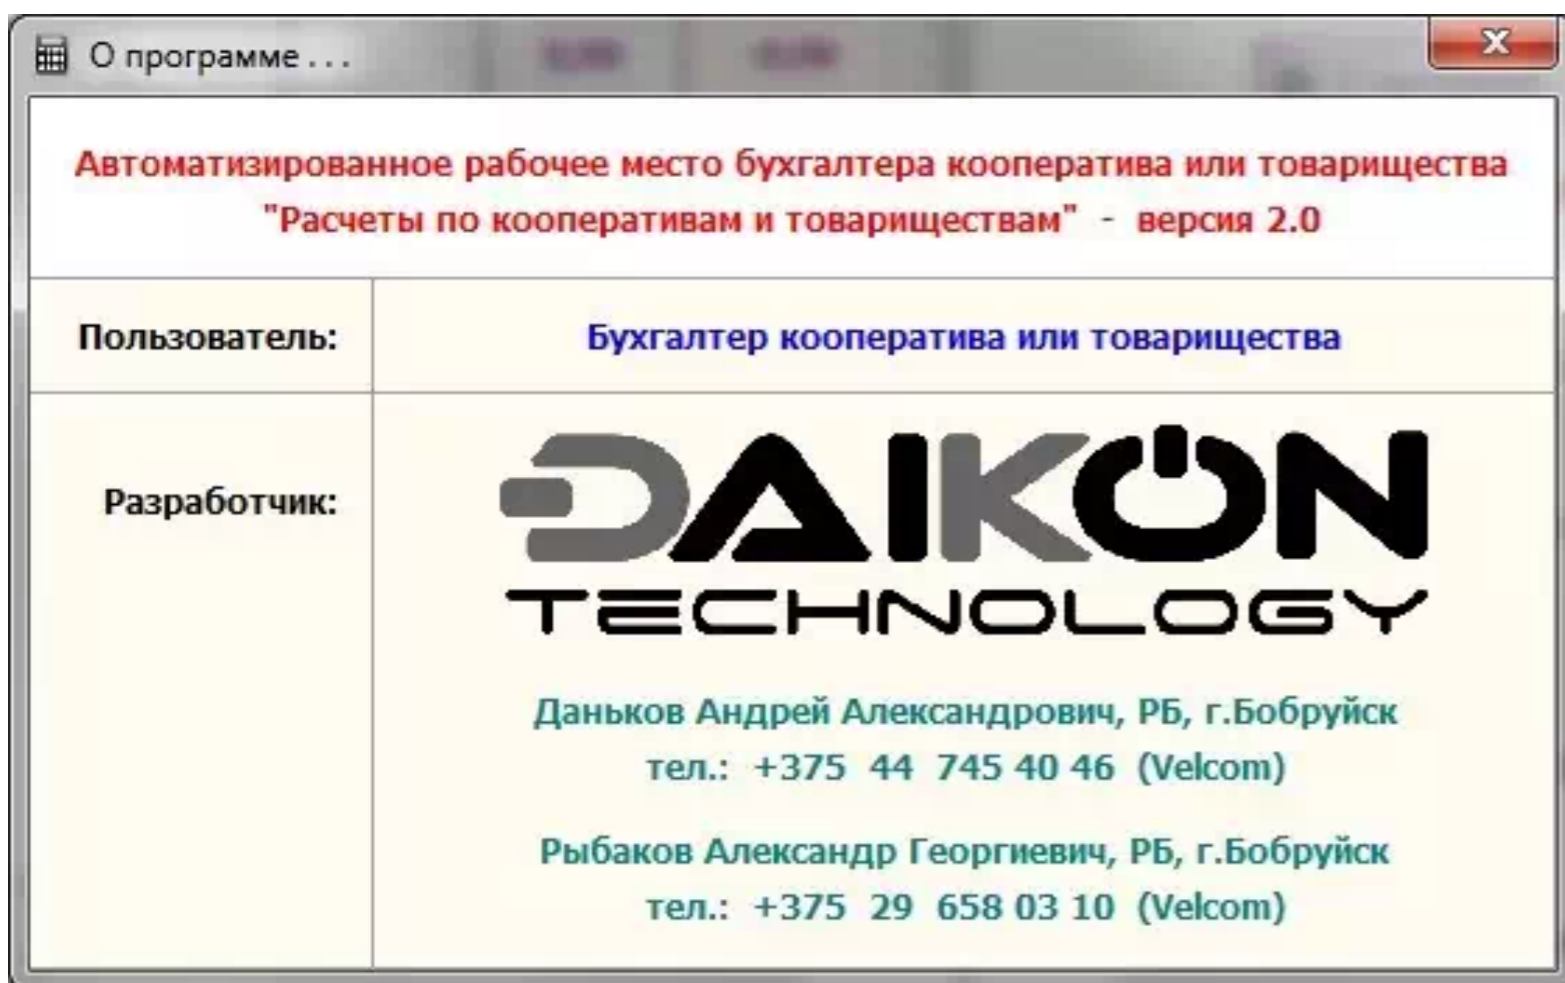 О программе . . .
Автоматизированное рабочее место бухгалтера кооператива или товарищества
"Расчеты по кооперативам и товариществам" - версия 2.0
Пользователь:
Бухгалтер кооператива или товарищества
Разработчик:
DAIKON
TECHNOLOGY
Даньков Андрей Александрович, РБ, г.Бобруйск
тел.: +375 44 745 40 46 (Velcom)
Рыбаков Александр Георгиевич, РБ, г.Бобруйск
тел.: +375 29 658 03 10 (Velcom)